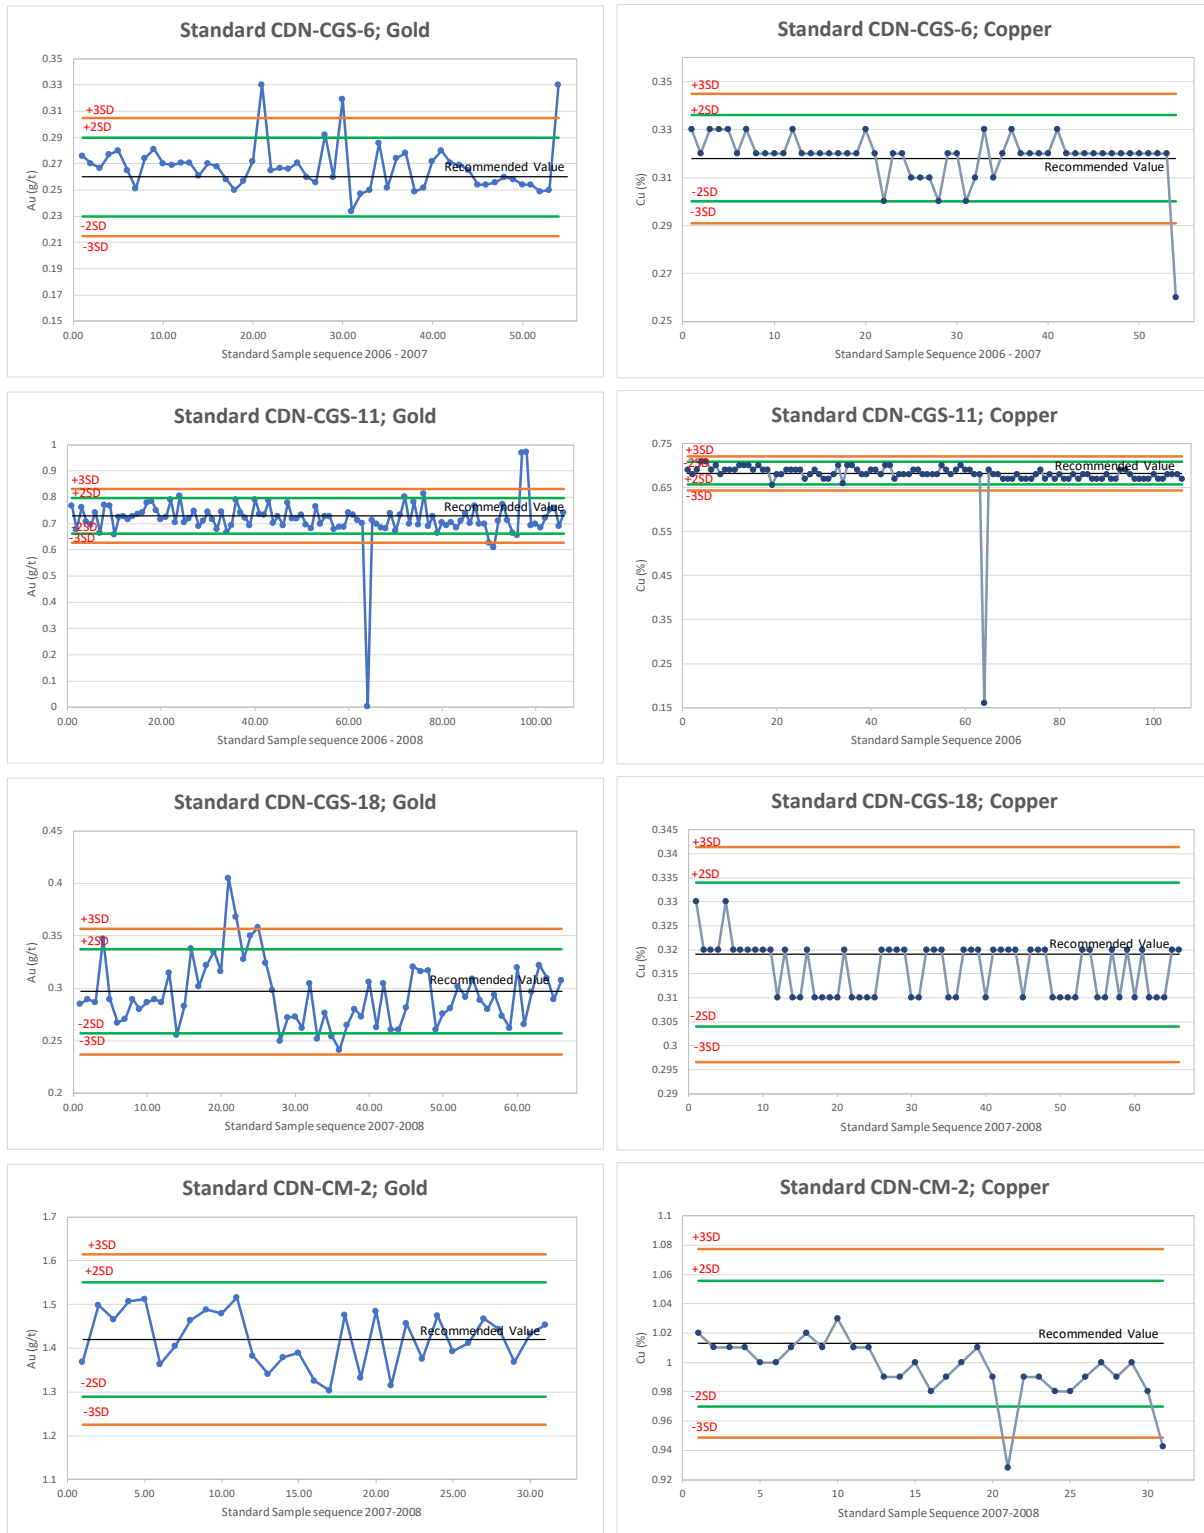 Standard CDN-CGS-6; Gold
0.35
0.33
0.31
0.29
0.27
0.25
0.23
0.21
0.19
0.17
0.15
Au (g/t)
+3SD
+2SD
Recommended Value
-2SD
-3SD
0.00 10.00 20.00 30.00 40.00 50.00
Standard Sample sequence 2006 - 2007
Standard CDN-CGS-6; Copper
0.35
0.33
0.31
0.29
0.27
0.25
Cu (%)
+3SD
+2SD
Recommended Value
-2SD
-3SD
0 10 20 30 40 50
Standard Sample Sequence 2006 - 2007
Standard CDN-CGS-11; Gold
1
0.9
0.8
0.7
0.6
0.5
0.4
0.3
0.2
0.1
0
Au (g/t)
+3SD
+2SD
Recommended Value
-2SD
-3SD
0.00 20.00 40.00 60.00 80.00 100.00
Standard Sample sequence 2006 - 2008
Standard CDN-CGS-11; Copper
0.75
0.65
0.55
0.45
0.35
0.25
0.15
Cu (%)
+3SD
-2SD
Recommended Value
+2SD
-3SD
0 20 40 60 80 100
Standard Sample Sequence 2006
Standard CDN-CGS-18; Gold
0.45
0.4
0.35
0.3
0.25
0.2
Au (g/t)
+3SD
+2SD
Recommended Value
-2SD
-3SD
0.00 10.00 20.00 30.00 40.00 50.00 60.00
Standard Sample sequence 2007-2008
Standard CDN-CGS-18; Copper
0.345
0.34
0.335
0.33
0.325
0.32
0.315
0.31
0.305
0.3
0.295
0.29
Cu (%)
+3SD
+2SD
Recommended Value
-2SD
-3SD
0 10 20 30 40 50 60
Standard Sample Sequence 2007-2008
Standard CDN-CM-2; Gold
1.7
1.6
1.5
1.4
1.3
1.2
1.1
Au (g/t)
+3SD
+2SD
Recommended Value
-2SD
-3SD
0.00 5.00 10.00 15.00 20.00 25.00 30.00
Standard Sample sequence 2007-2008
Standard CDN-CM-2; Copper
1.1
1.08
1.06
1.04
1.02
1
0.98
0.96
0.94
0.92
Cu (%)
+3SD
+2SD
Recommended Value
-2SD
-3SD
0 5 10 15 20 25 30
Standard Sample Sequence 2007-2008